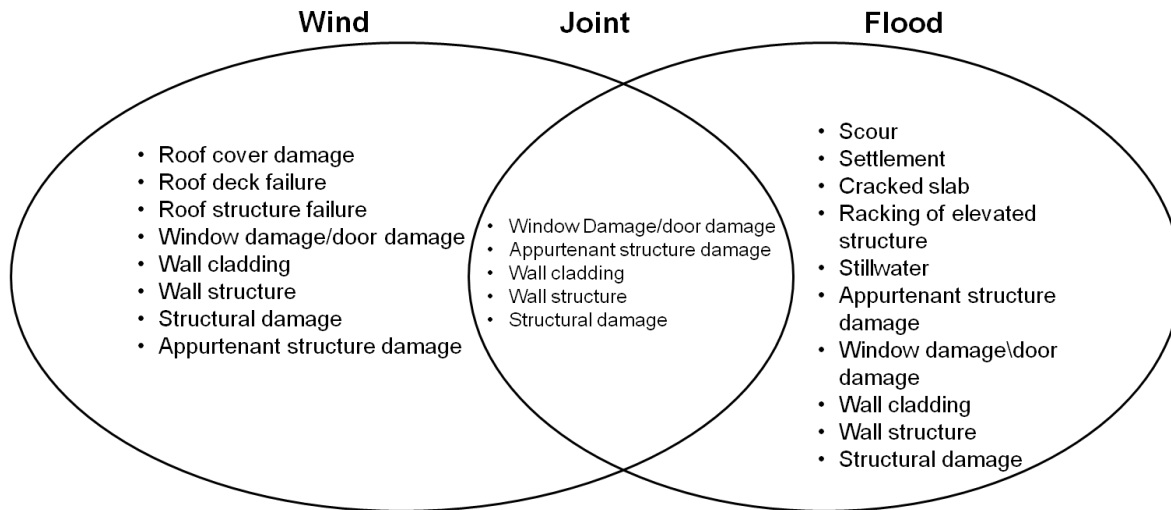 Wind
Joint
Flood
• Roof cover damage
• Roof deck failure
• Roof structure failure
• Window damage/door damage
• Wall cladding
• Wall structure
• Structural damage
• Appurtenant structure damage
• Window Damage/door damage
• Appurtenant structure damage
• Wall cladding
• Wall structure
• Structural damage
• Scour
• Settlement
• Cracked slab
• Racking of elevated
structure
• Stillwater
• Appurtenant structure
damage
• Window damage\door
damage
• Wall cladding
• Wall structure
• Structural damage